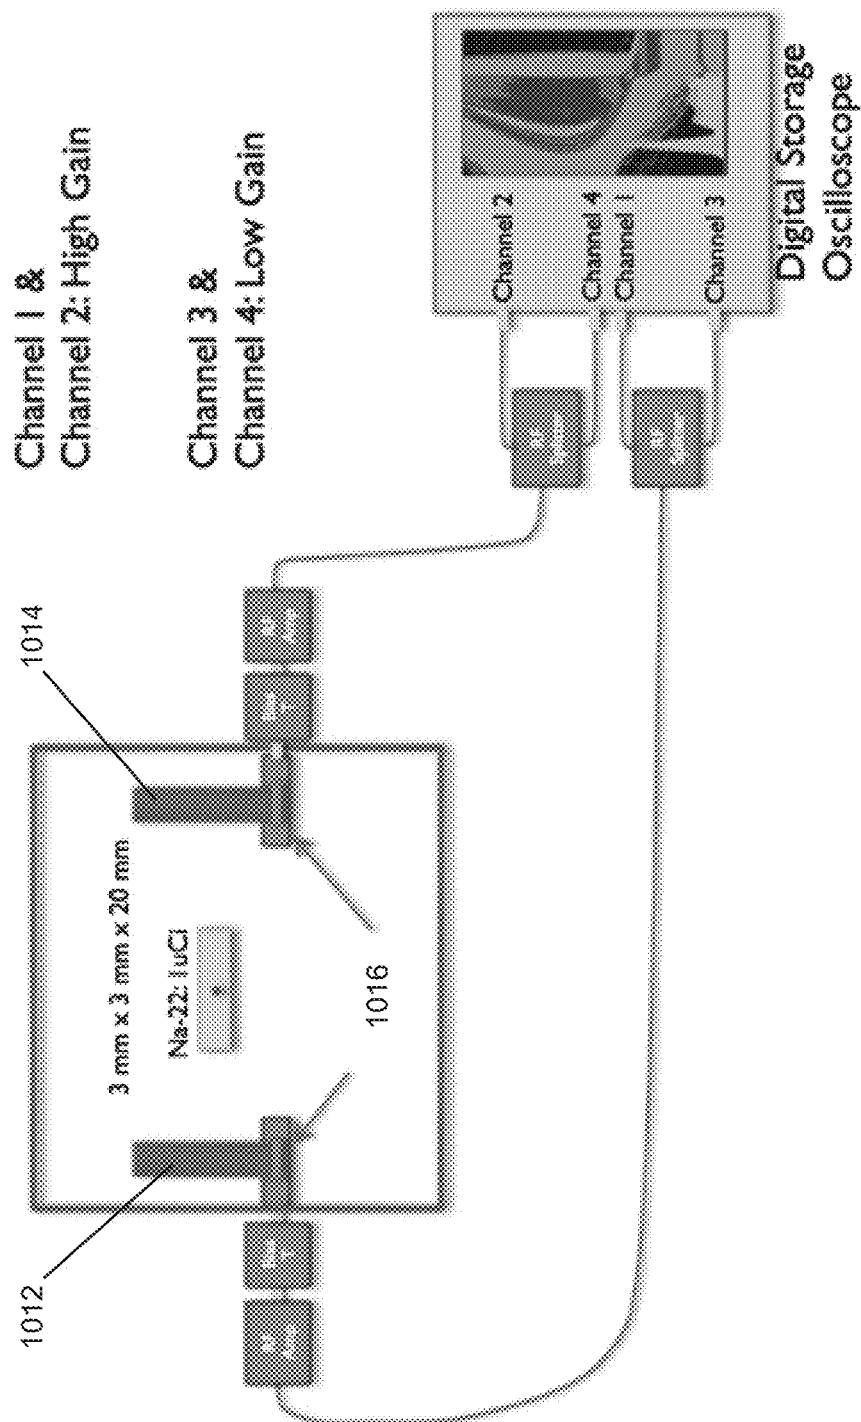 Channel 1 &
Channel 2: High Gain
Channel 3 &
Channel 4: Low Gain
1014
1012
3 mm x 3 mm x 20 mm
Na-22: 1uCi
1016
Channel 2
Channel 4
Channel 1
Channel 3
Digital Storage
Oscilloscope